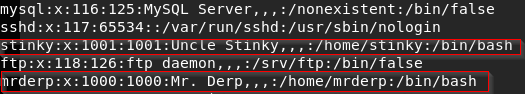 mysql:x:116:125:MySQL Server,,,:/nonexistent:/bin/false
sshd:x:117:65534::/var/run/sshd:/usr/sbin/nologin
stinky:x:1001:1001:Uncle Stinky,,,:/home/stinky:/bin/bash
ftp:x:118:126:ftp daemon,,,:/srv/ftp:/bin/false
mrderp:x:1000:1000:Mr. Derp,,,:/home/mrderp:/bin/bash